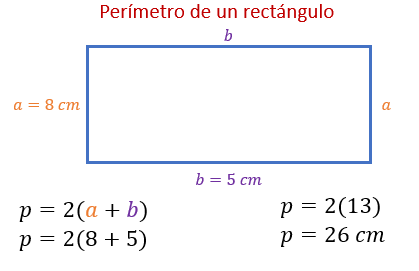 Perímetro de un rectángulo
b
a = 8 cm
a
b = 5 cm
p = 2(a + b)
p = 2(8 + 5)
p = 2(13)
p = 26 cm